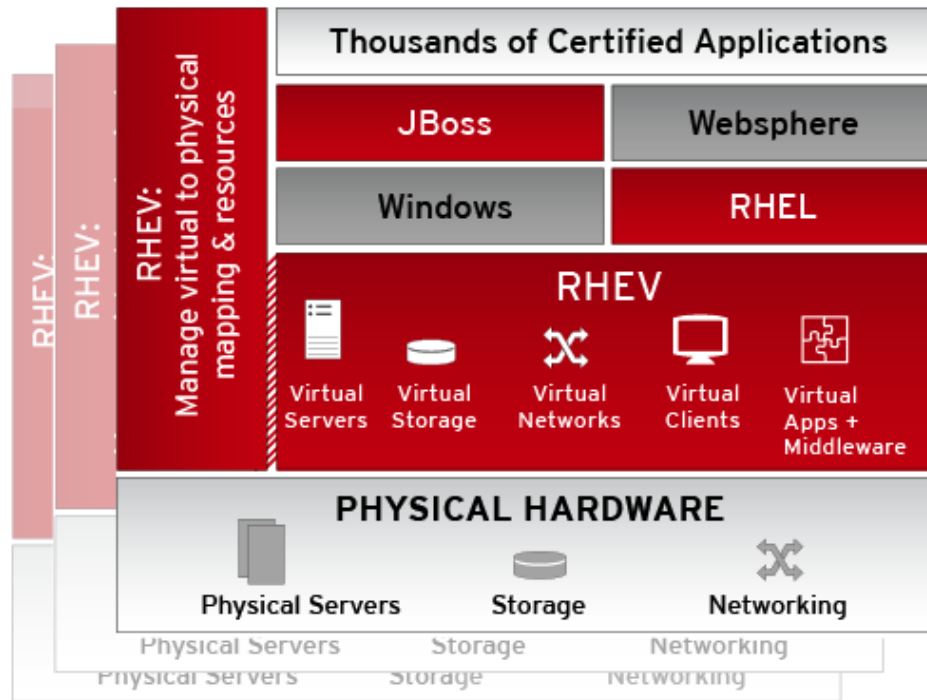 Thousands of Certified Applications
RHEV:
Manage virtual to physical
mapping & resources
RHEV:
RHEV:
JBoss
Websphere
Windows
RHEL
RHEV
Virtual
Servers
Virtual
Storage
Virtual
Networks
Virtual
Clients
Virtual
Apps +
Middleware
PHYSICAL HARDWARE
Physical Servers
Storage
Networking
Physical Servers
Storage
Networking
Physical Servers
Storage
Networking